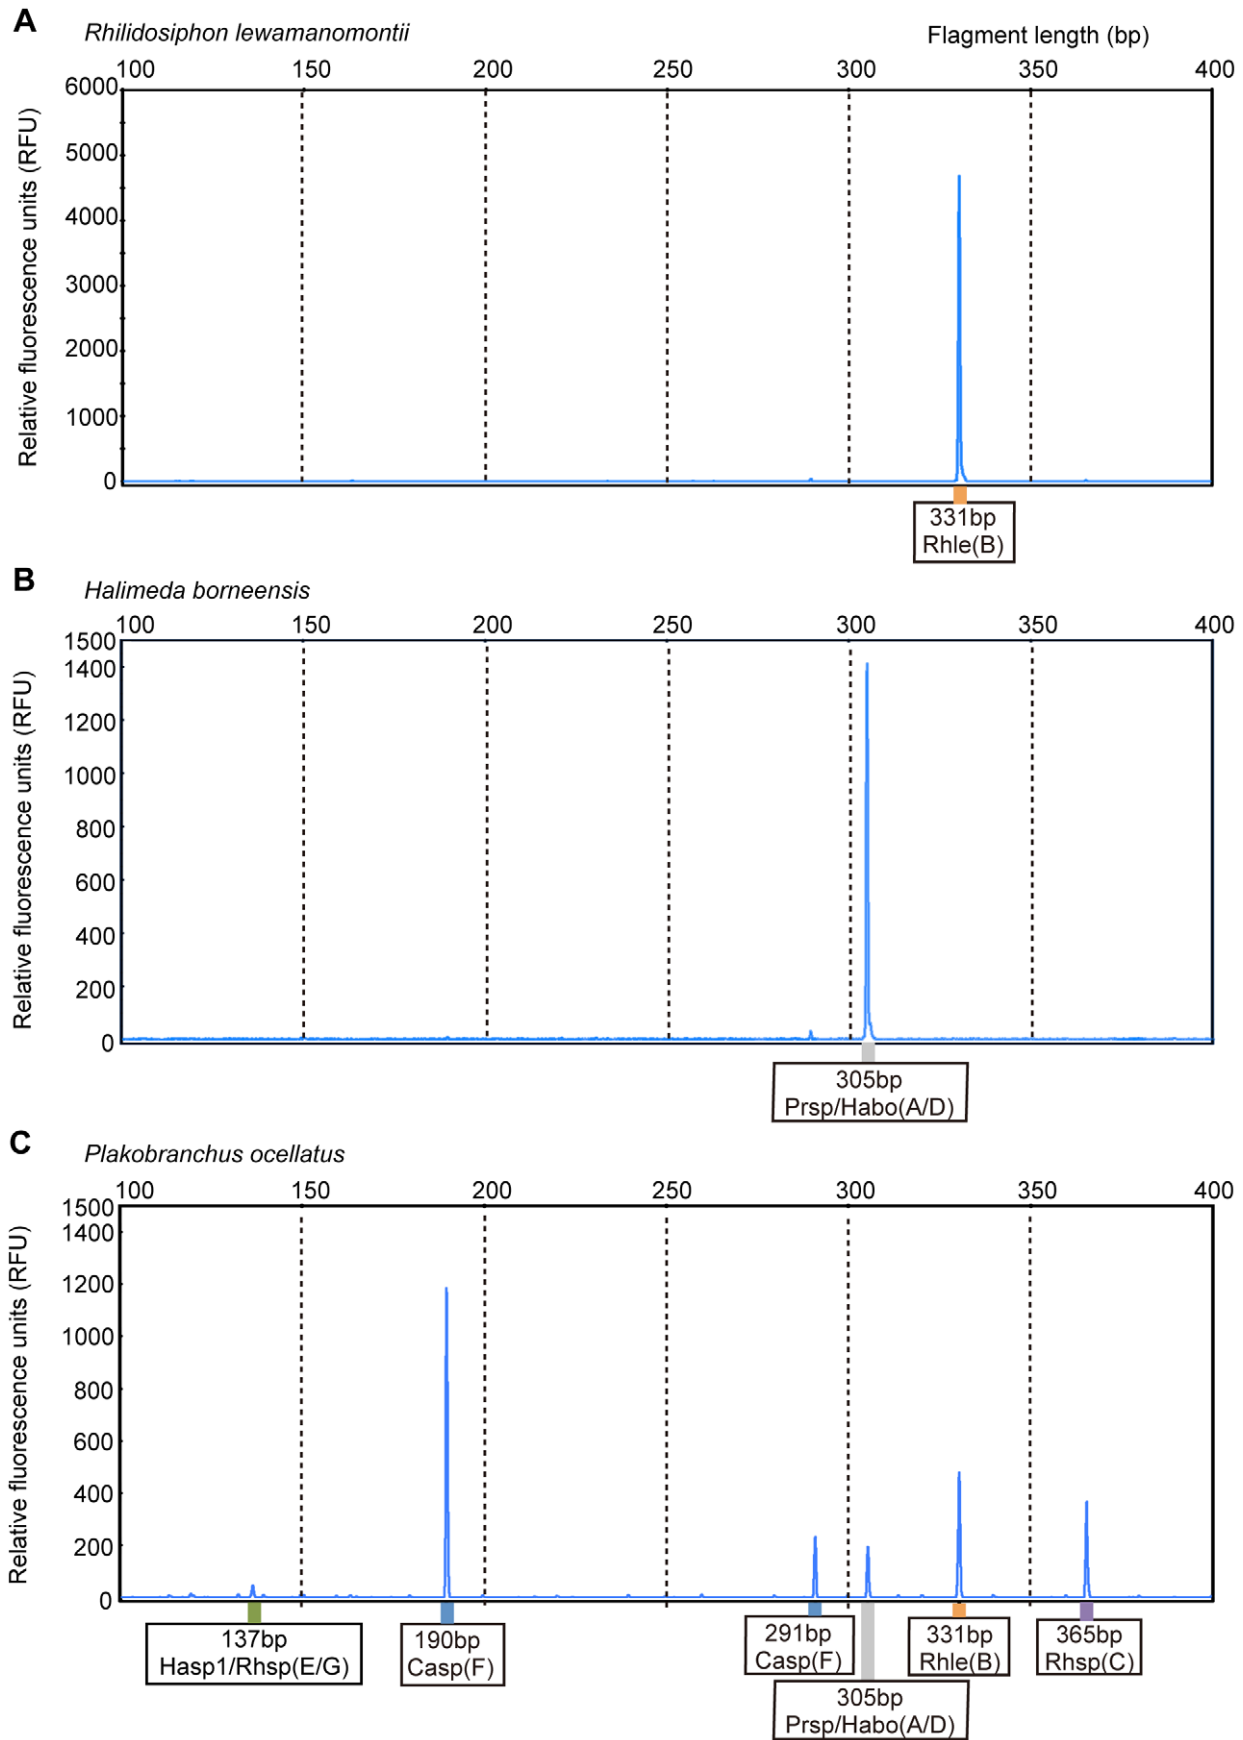 A
Rhilidosiphon lewamanomontii
Flagment length (bp)
100 150 200 250 300 350 400
Relative fluorescence units (RFU)
6000
5000
4000
3000
2000
1000
0
331bp
Rhle(B)
B
Halimeda borneensis
100 150 200 250 300 350 400
Relative fluorescence units (RFU)
1500
1400
1200
1000
800
600
400
200
0
305bp
Prsp/Habo(A/D)
C
Plakobranchus ocellatus
100 150 200 250 300 350 400
Relative fluorescence units (RFU)
1500
1400
1200
1000
800
600
400
200
0
137bp
Hasp1/Rhsp(E/G)
190bp
Casp(F)
291bp
Casp(F)
305bp
Prsp/Habo(A/D)
331bp
Rhle(B)
365bp
Rhsp(C)